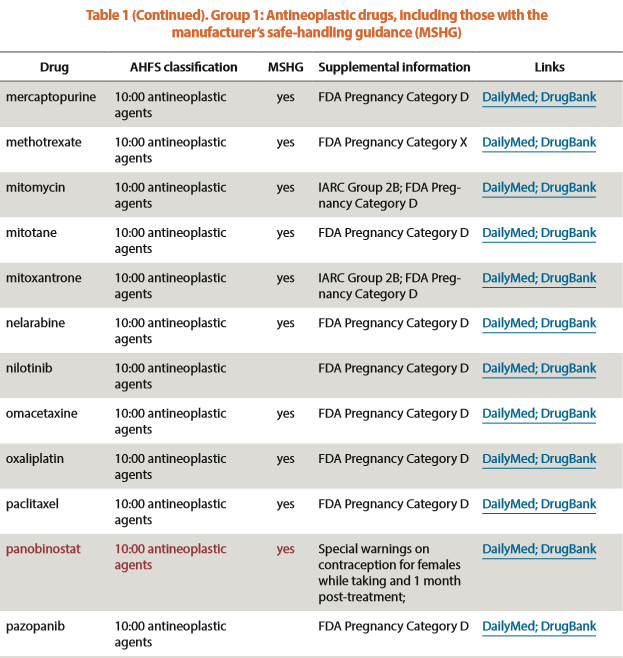 Table 1 (Continued). Group 1: Antineoplastic drugs, including those with the
manufacturer's safe-handling guidance (MSHG)
Drug AHFS classification MSHG Supplemental information Links
mercaptopurine 10:00 antineoplastic yes FDA Pregnancy Category D DailyMed; DrugBank
agents
methotrexate 10:00 antineoplastic yes FDA Pregnancy Category X DailyMed; DrugBank
agents
mitomycin 10:00 antineoplastic yes IARC Group 2B; FDA Preg- DailyMed; DrugBank
agents nancy Category D
mitotane 10:00 antineoplastic yes FDA Pregnancy Category D DailyMed; DrugBank
agents
mitoxantrone 10:00 antineoplastic yes IARC Group 2B; FDA Preg- DailyMed; DrugBank
agents nancy Category D
nelarabine 10:00 antineoplastic yes FDA Pregnancy Category D DailyMed; DrugBank
agents
nilotinib 10:00 antineoplastic FDA Pregnancy Category D DailyMed; DrugBank
agents
omacetaxine 10:00 antineoplastic yes FDA Pregnancy Category D DailyMed; DrugBank
agents
oxaliplatin 10:00 antineoplastic yes FDA Pregnancy Category D DailyMed; DrugBank
agents
paclitaxel 10:00 antineoplastic yes FDA Pregnancy Category D DailyMed; DrugBank
agents
panobinostat 10:00 antineoplastic yes Special warnings on DailyMed; DrugBank
agents contraception for females
while taking and 1 month
post-treatment;
pazopanib 10:00 antineoplastic FDA Pregnancy Category D DailyMed; DrugBank
agents